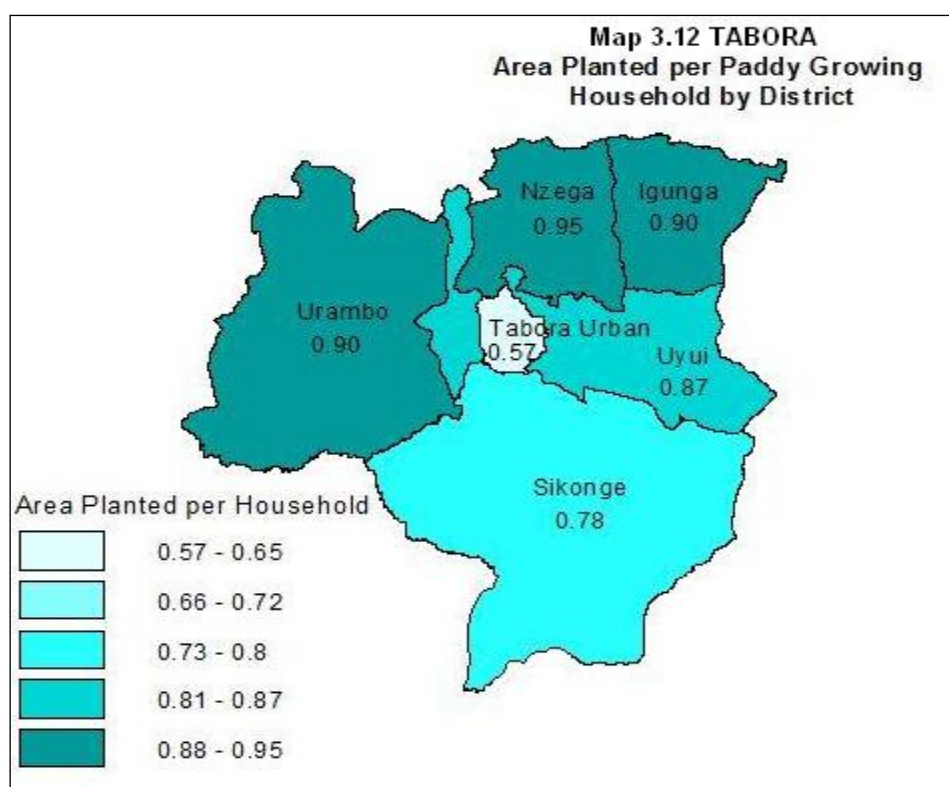 Map 3.12 TABORA
Area Planted per Paddy Growing
Household by District
Nzega
0.95
Igunga
0.90
Urambo
0.90
Tabora Urban
0.57
Uyui
0.87
Sikonge
0.78
Area Planted per Household
0.57 - 0.65
0.66 - 0.72
0.73 - 0.8
0.81 - 0.87
0.88 - 0.95